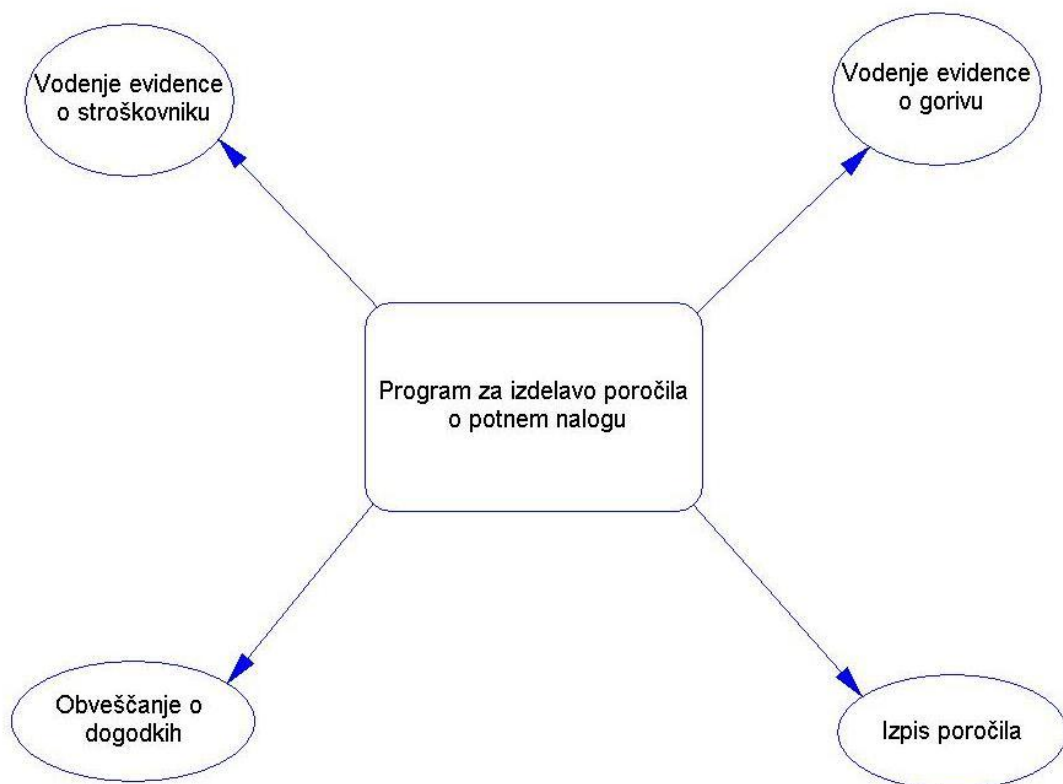 Vodenje evidence
o stroškovniku
Vodenje evidence
o gorivu
Program za izdelavo poročila
o potnem nalogu
Obveščanje o
dogodkih
Izpis poročila